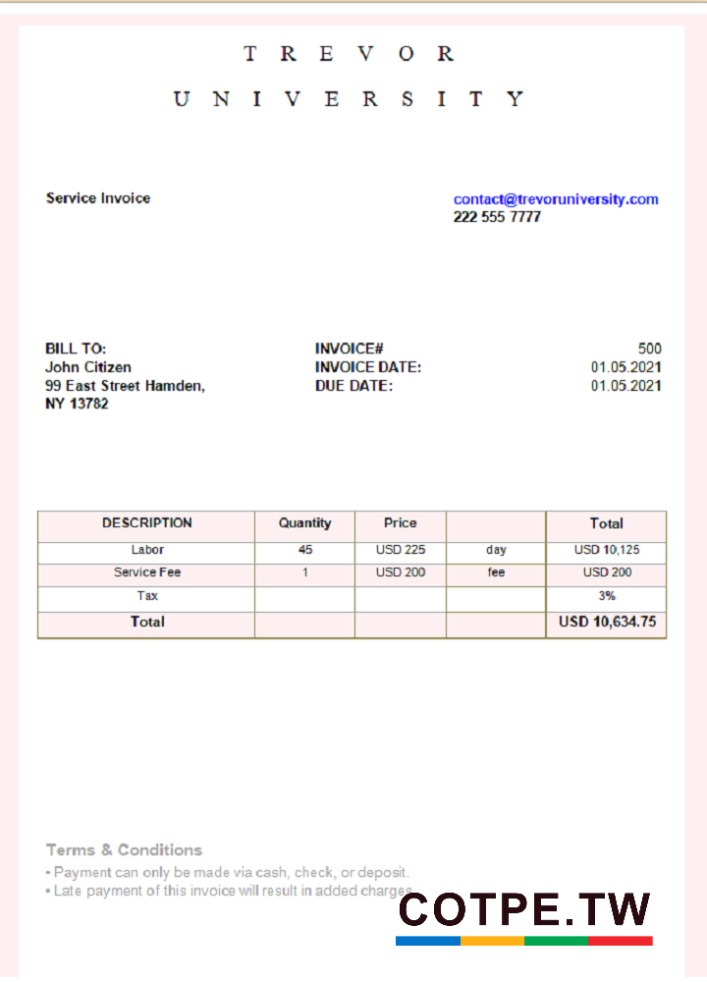 T R E V O R
U N I V E R S I T Y
Service Invoice
contact@trevoruniversity.com
222 555 7777
BILL TO:
John Citizen
99 East Street Hamden,
NY 13782
INVOICE# 500
INVOICE DATE: 01.05.2021
DUE DATE: 01.05.2021
DESCRIPTION Quantity Price Total
Labor 45 USD 225 day USD 10,125
Service Fee 1 USD 200 fee USD 200
Tax 3%
Total USD 10,634.75
Terms & Conditions
• Payment can only be made via cash, check, or deposit.
• Late payment of this invoice will result in added charges
COTPE.TW